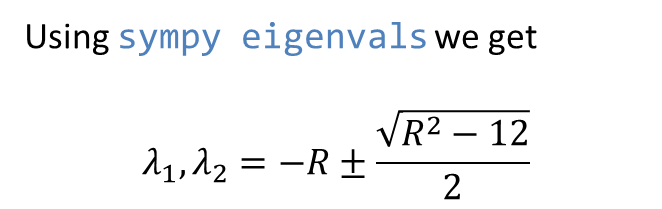 Using sympy eigenvals we get
λ₁, λ₂ = −R ± √(R² − 12) / 2